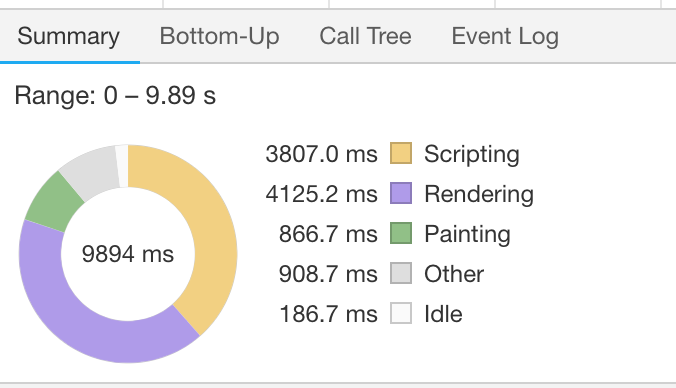 Summary Bottom-Up Call Tree Event Log
Range: 0 – 9.89 s
3807.0 ms Scripting
4125.2 ms Rendering
866.7 ms Painting
9894 ms
908.7 ms Other
186.7 ms Idle